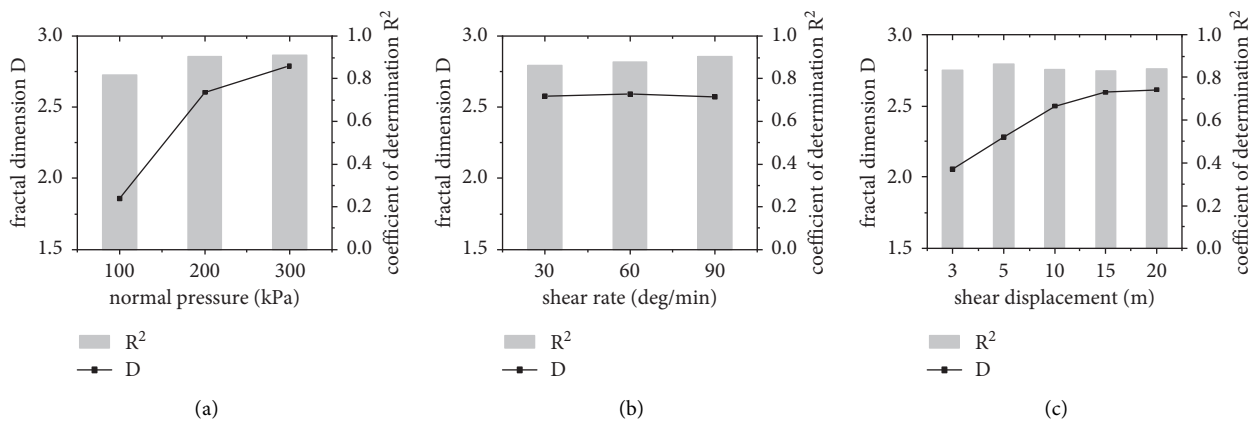 3.0
2.5
2.0
1.5
fractal dimension D
1.0
0.8
0.6
0.4
0.2
0.0
coefficient of determination R²
100 200 300
normal pressure (kPa)
R²
D
(a)
3.0
2.5
2.0
1.5
fractal dimension D
1.0
0.8
0.6
0.4
0.2
0.0
coefficient of determination R²
30 60 90
shear rate (deg/min)
R²
D
(b)
3.0
2.5
2.0
1.5
fractal dimension D
1.0
0.8
0.6
0.4
0.2
0.0
coefficient of determination R²
3 5 10 15 20
shear displacement (m)
R²
D
(c)